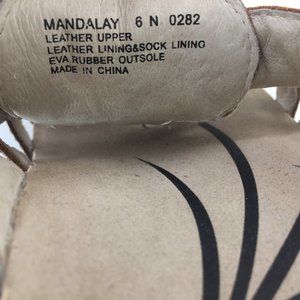 MANDALAY 6 N 0282
LEATHER UPPER
LEATHER LINING&SOCK LINING
EVA RUBBER OUTSOLE
MADE IN CHINA